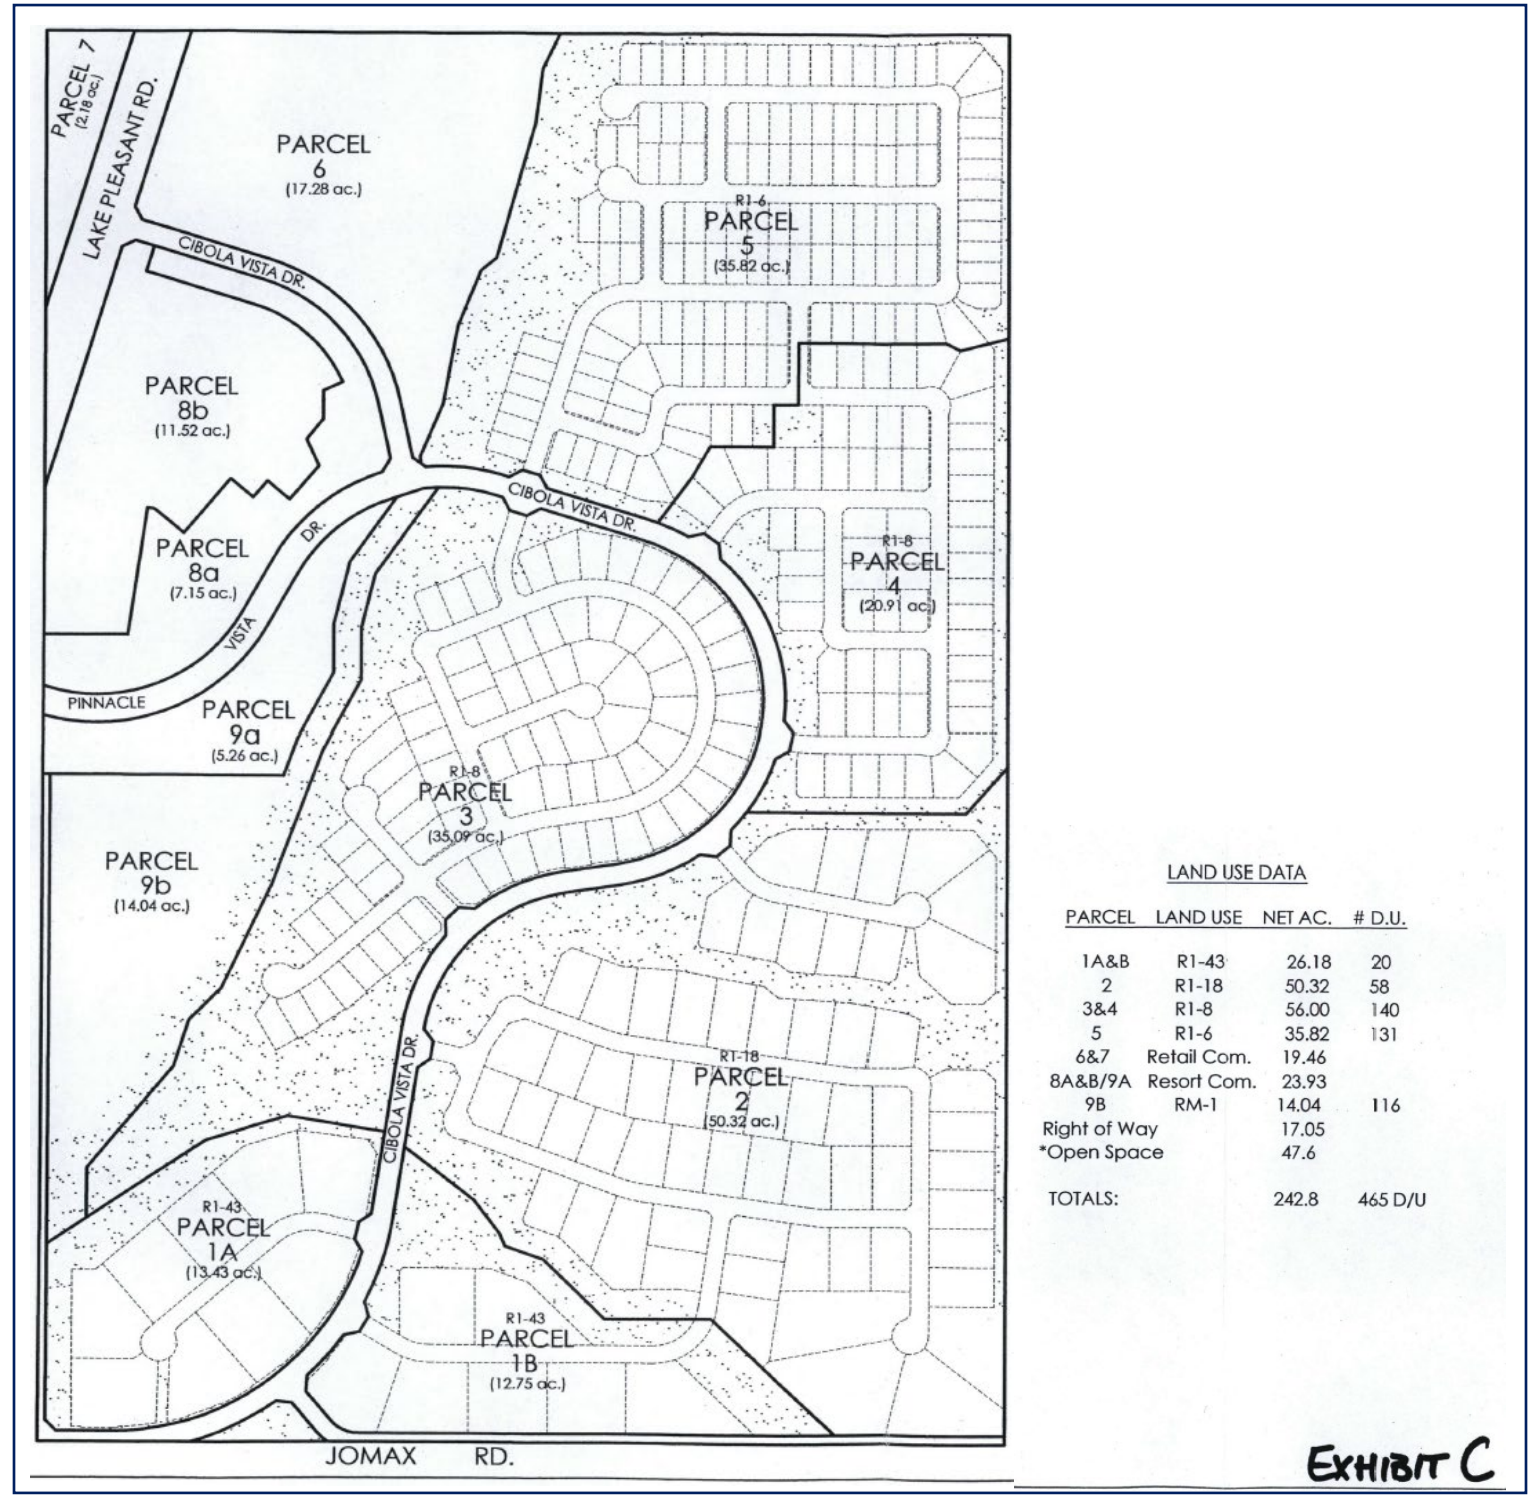 PARCEL 7
(2.18 ac.)
LAKE PLEASANT RD.
PARCEL
6
(17.28 ac.)
CIBOLA VISTA DR.
R1-6
PARCEL
5
(35.82 ac.)
PARCEL
8b
(11.52 ac.)
CIBOLA VISTA DR.
PARCEL
8a
(7.15 ac.)
PINNACLE VISTA DR.
R1-8
PARCEL
4
(20.91 ac.)
PARCEL
9a
(5.26 ac.)
R1-8
PARCEL
3
(35.09 ac.)
PARCEL
9b
(14.04 ac.)
CIBOLA VISTA DR.
R1-18
PARCEL
2
(50.32 ac.)
R1-43
PARCEL
1A
(13.43 ac.)
R1-43
PARCEL
1B
(12.75 ac.)
JOMAX RD.
LAND USE DATA
PARCEL LAND USE NET AC. # D.U.
1A&B R1-43 26.18 20
2 R1-18 50.32 58
3&4 R1-8 56.00 140
5 R1-6 35.82 131
6&7 Retail Com. 19.46
8A&B/9A Resort Com. 23.93
9B RM-1 14.04 116
Right of Way 17.05
*Open Space 47.6
TOTALS: 242.8 465 D/U
EXHIBIT C